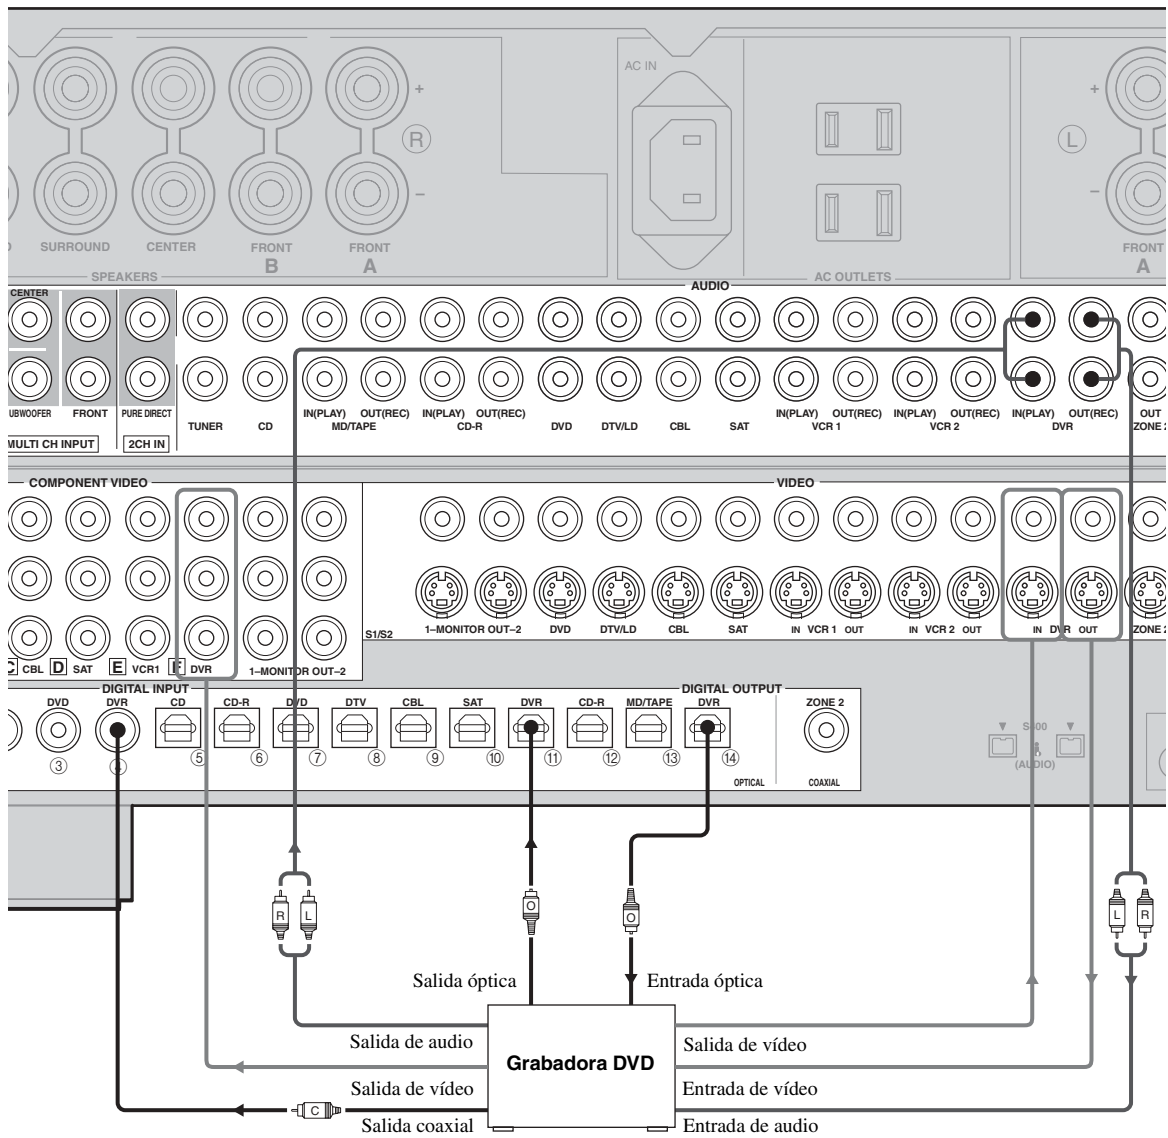 AC IN
+ R + L
- -
SURROUND CENTER FRONT B FRONT A FRONT A
SPEAKERS AC OUTLETS
AUDIO
CENTER
FRONT PURE DIRECT
MULTI CH INPUT 2CH IN
TUNER CD
IN(PLAY) OUT(REC) IN(PLAY) OUT(REC) IN(PLAY) OUT(REC) IN(PLAY) OUT(REC) IN(PLAY) OUT(REC) OUT
MD/TAPE CD-R DVD DTV/LD CBL SAT VCR 1 VCR 2 DVR ZONE 2
COMPONENT VIDEO VIDEO
S1/S2
1–MONITOR OUT–2 DVD DTV/LD CBL SAT IN VCR 1 OUT IN VCR 2 OUT IN DVR OUT ZONE 2
C CBL D SAT E VCR1 F DVR 1–MONITOR OUT–2
DIGITAL INPUT DIGITAL OUTPUT
DVD DVR CD CD-R DVD DTV CBL SAT DVR CD-R MD/TAPE DVR ZONE 2
③ ④ ⑤ ⑥ ⑦ ⑧ ⑨ ⑩ ⑪ ⑫ ⑬ ⑭
OPTICAL COAXIAL
S400
(AUDIO)
R L O O L R
Salida óptica Entrada óptica
Salida de audio Salida de vídeo
Grabadora DVD
Salida de vídeo Entrada de vídeo
C
Salida coaxial Entrada de audio